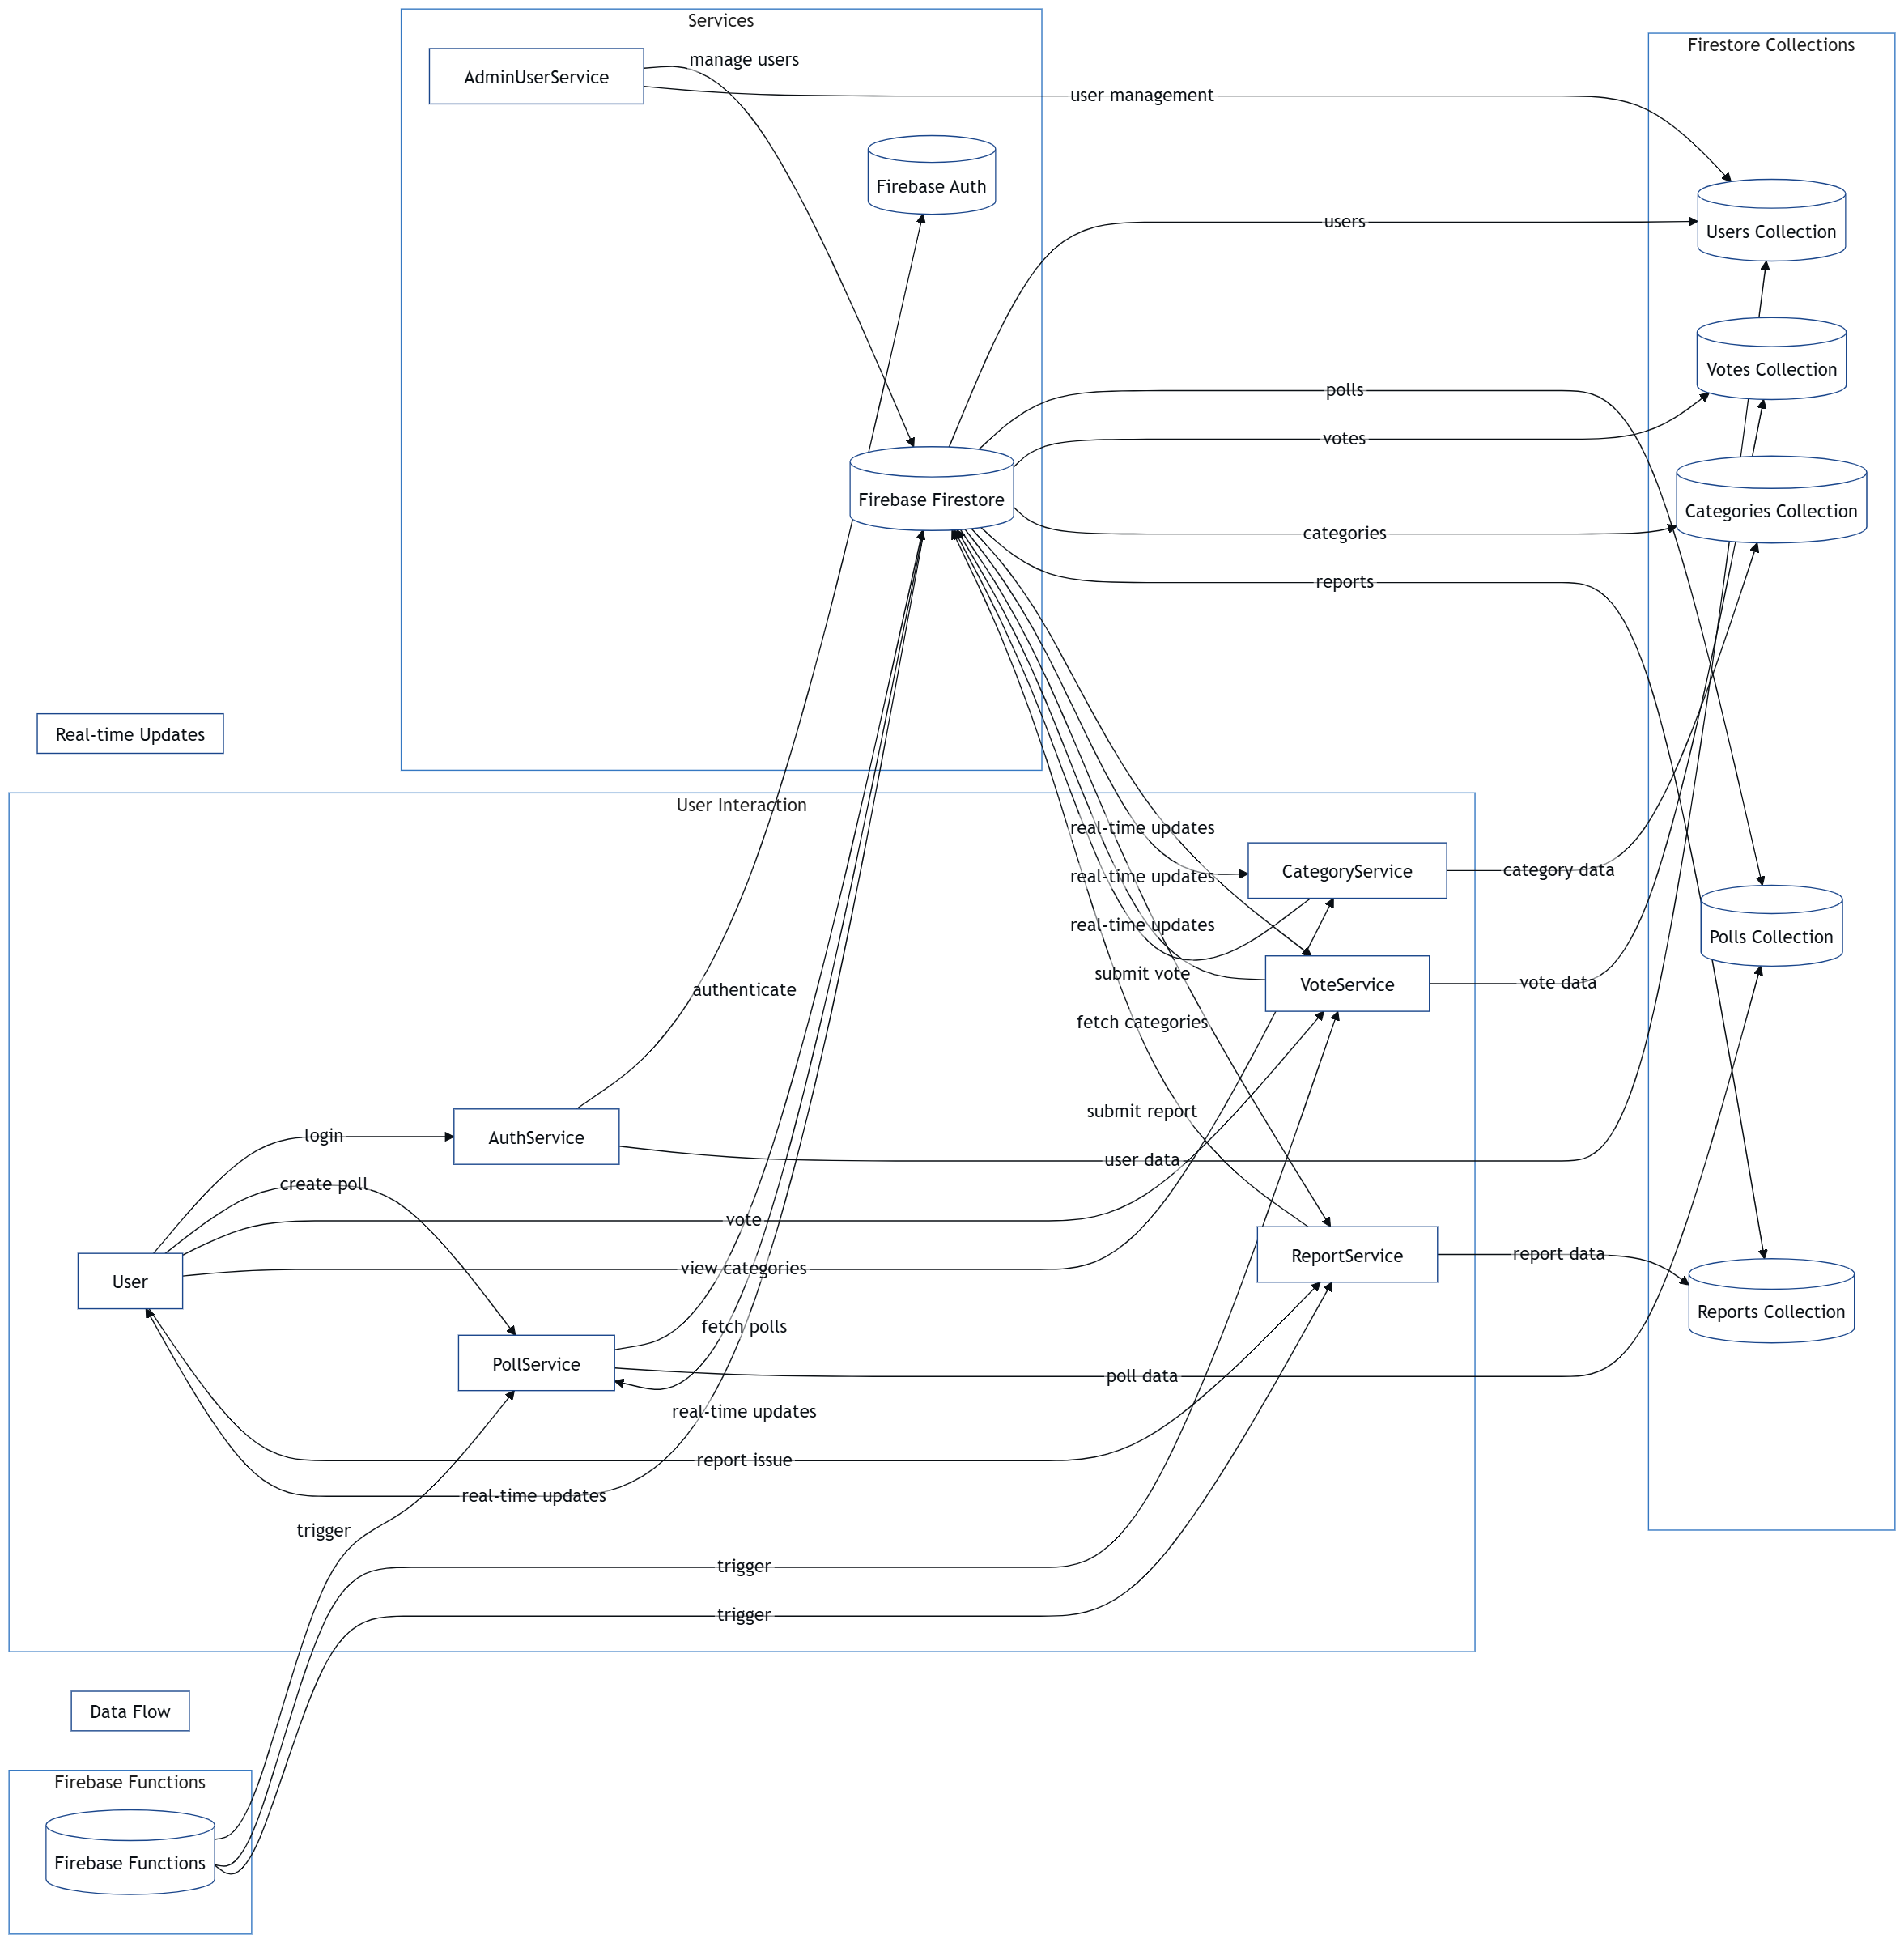 Services
Firestore Collections
manage users
AdminUserService
user management
Firebase Auth
users
Users Collection
Votes Collection
polls
votes
Firebase Firestore
Categories Collection
categories
reports
Real-time Updates
User Interaction
real-time updates
CategoryService
category data
real-time updates
real-time updates
Polls Collection
submit vote
VoteService
vote data
authenticate
fetch categories
submit report
login
AuthService
user data
create poll
vote
ReportService
report data
view categories
User
Reports Collection
fetch polls
PollService
poll data
real-time updates
report issue
real-time updates
trigger
trigger
trigger
Data Flow
Firebase Functions
Firebase Functions